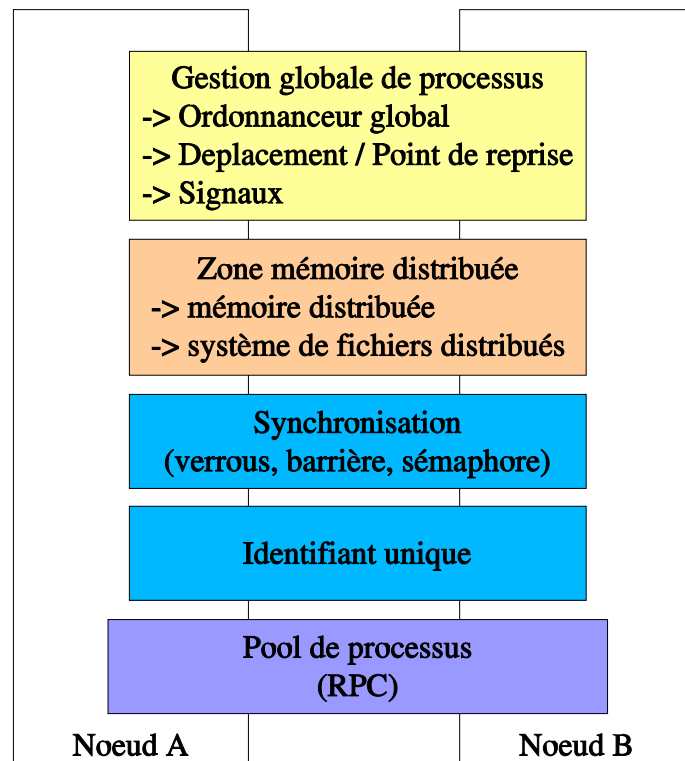 Gestion globale de processus
-> Ordonnanceur global
-> Deplacement / Point de reprise
-> Signaux
Zone mémoire distribuée
-> mémoire distribuée
-> système de fichiers distribués
Synchronisation
(verrous, barrière, sémaphore)
Identifiant unique
Pool de processus
(RPC)
Noeud A
Noeud B